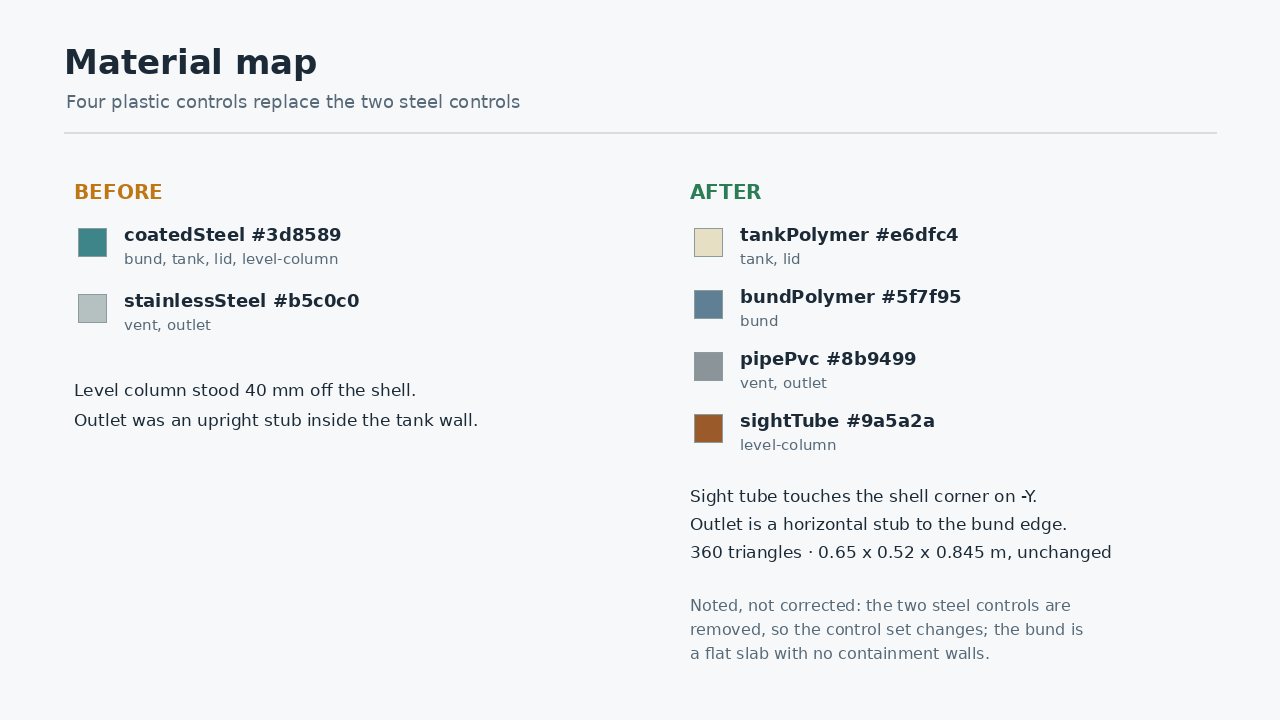 Material map
Four plastic controls replace the two steel controls
BEFORE
coatedSteel #3d8589
bund, tank, lid, level-column
stainlessSteel #b5c0c0
vent, outlet
Level column stood 40 mm off the shell.
Outlet was an upright stub inside the tank wall.
AFTER
tankPolymer #e6dfc4
tank, lid
bundPolymer #5f7f95
bund
pipePvc #8b9499
vent, outlet
sightTube #9a5a2a
level-column
Sight tube touches the shell corner on -Y.
Outlet is a horizontal stub to the bund edge.
360 triangles · 0.65 x 0.52 x 0.845 m, unchanged
Noted, not corrected: the two steel controls are
removed, so the control set changes; the bund is
a flat slab with no containment walls.